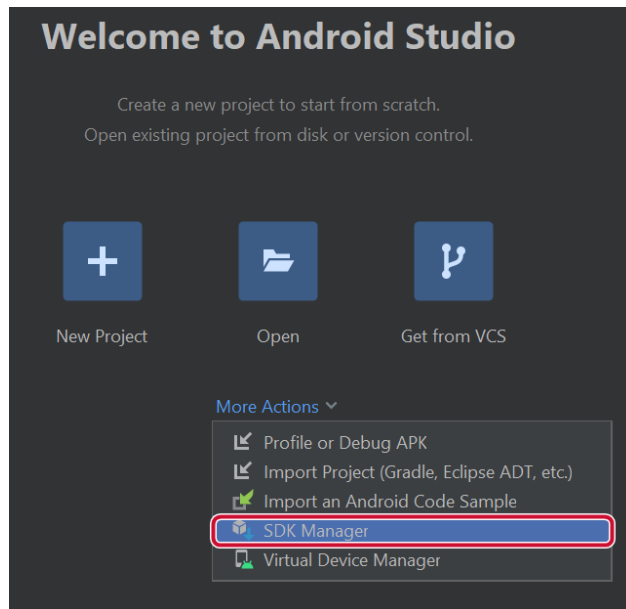 Welcome to Android Studio
Create a new project to start from scratch.
Open existing project from disk or version control.
New Project
Open
Get from VCS
More Actions
Profile or Debug APK
Import Project (Gradle, Eclipse ADT, etc.)
Import an Android Code Sample
SDK Manager
Virtual Device Manager